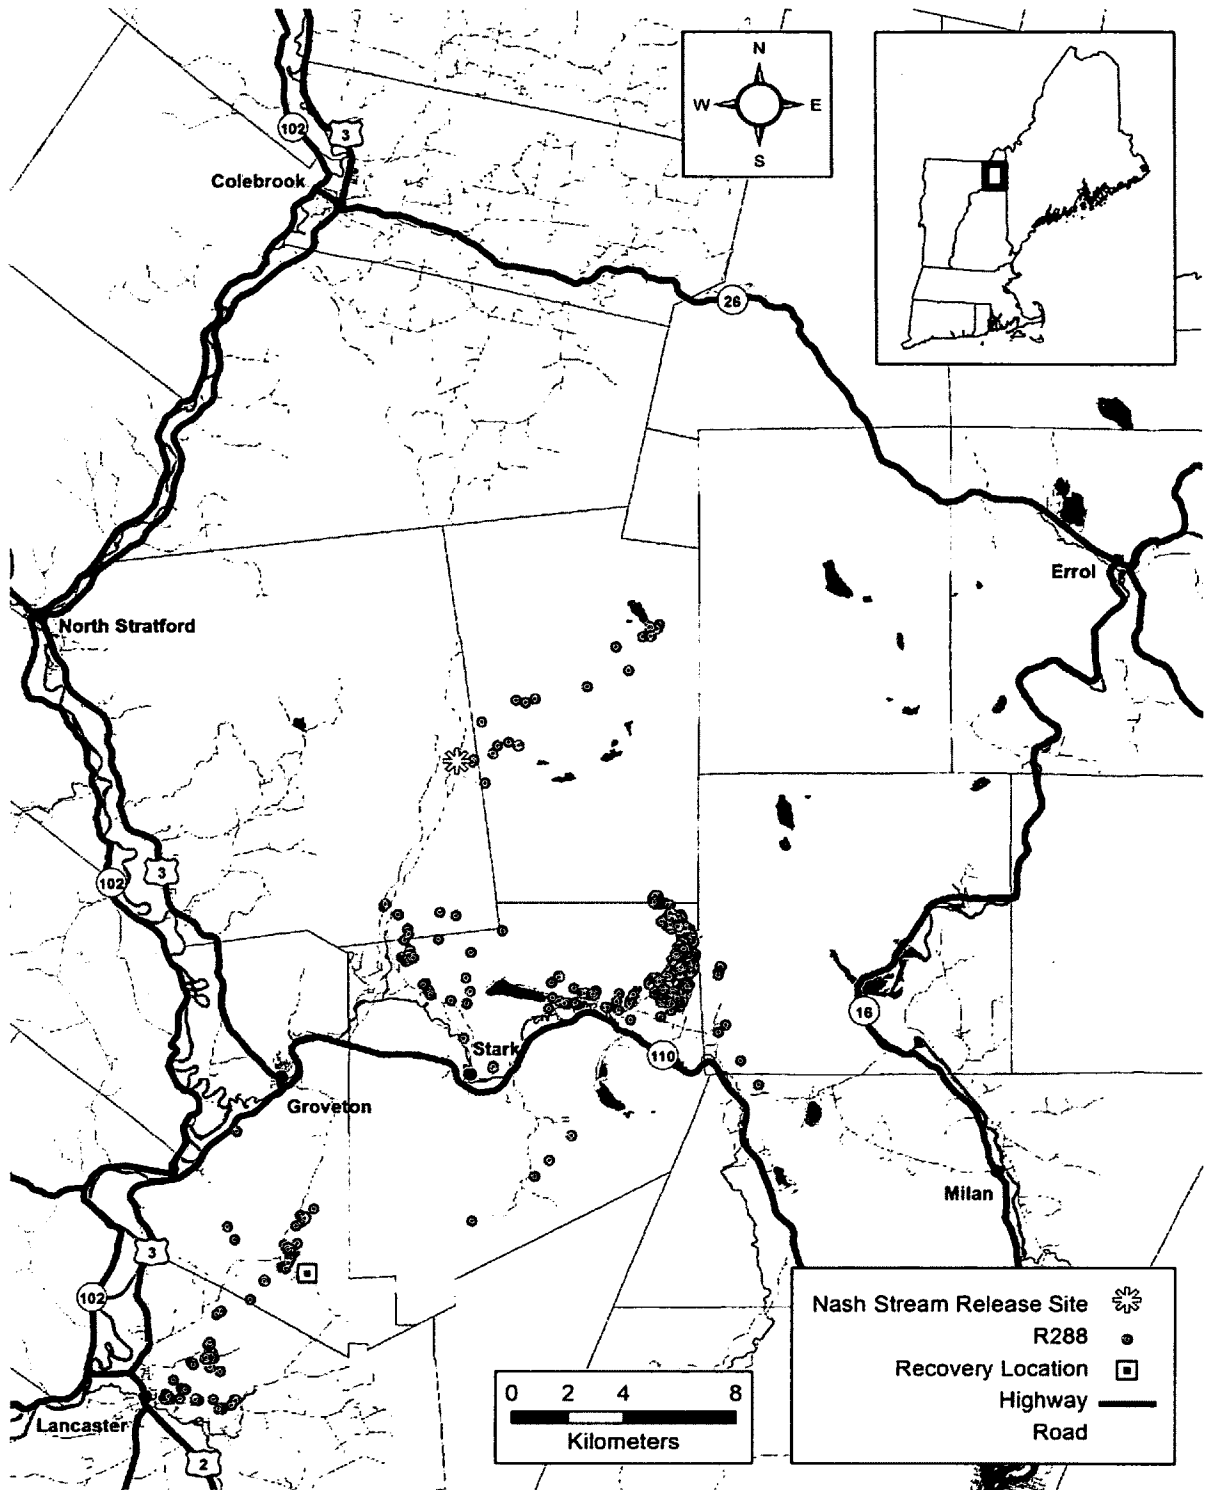 N
W E
S
102
3
Colebrook
26
Errol
North Stratford
102
3
16
Stark
110
Groveton
Milan
3
102
Lancaster
2
0 2 4 8
Kilometers
Nash Stream Release Site
R288
Recovery Location
Highway
Road